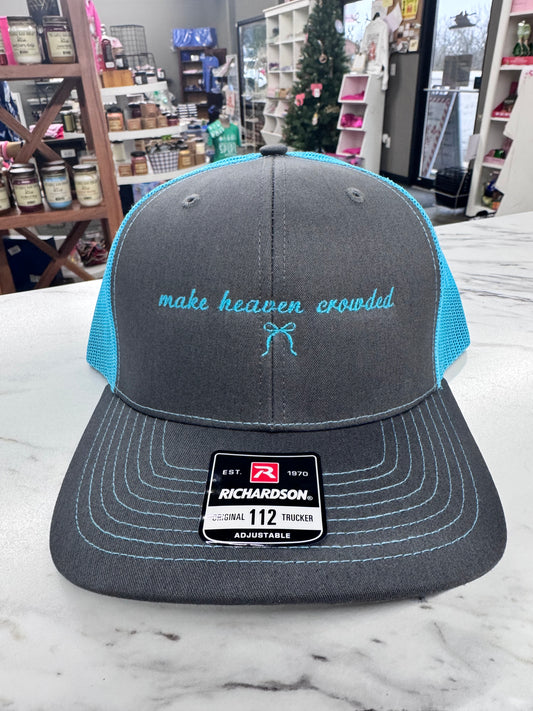 make heaven crowded
EST. R 1970
RICHARDSON®
ORIGINAL 112 TRUCKER
ADJUSTABLE